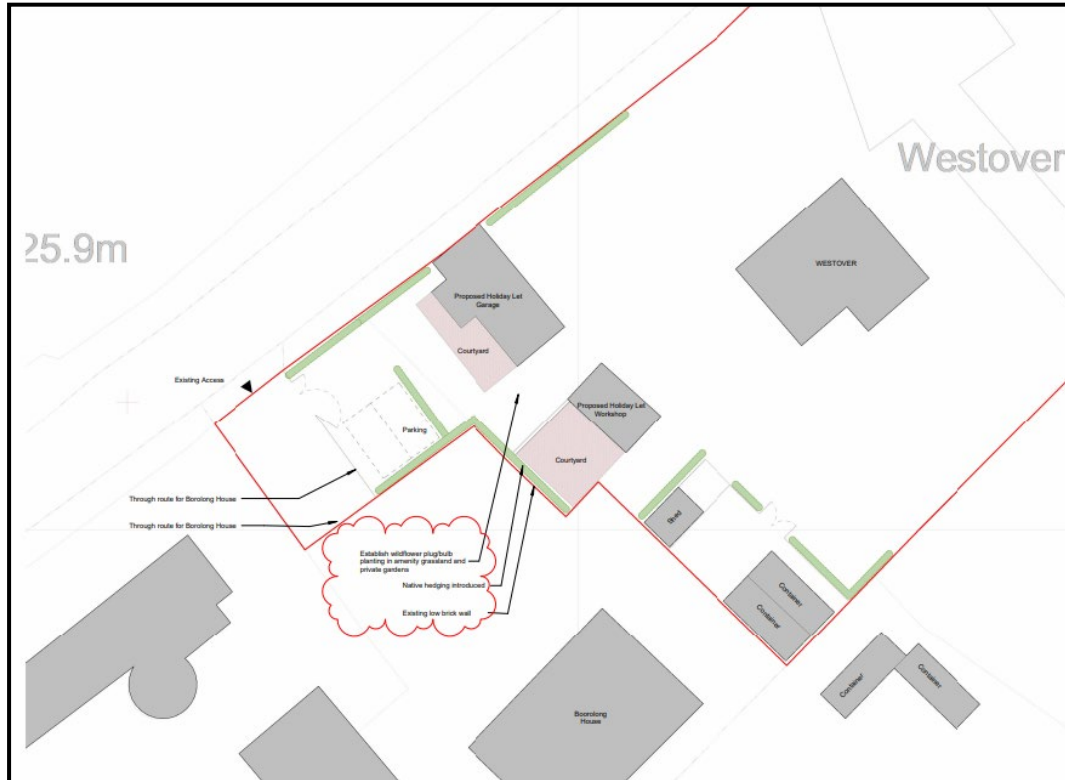 Westover
25.9m
WESTOVER
Proposed Holiday Let
Garage
Courtyard
Existing Access
Proposed Holiday Let
Workshop
Parking
Courtyard
Through route for Borolong House
Through route for Borolong House
Shed
Establish wildflower plug/bulb
planting in amenity grassland and
private gardens
Native hedging introduced
Existing low brick wall
Container
Container
Container
Container
Boorolong
House